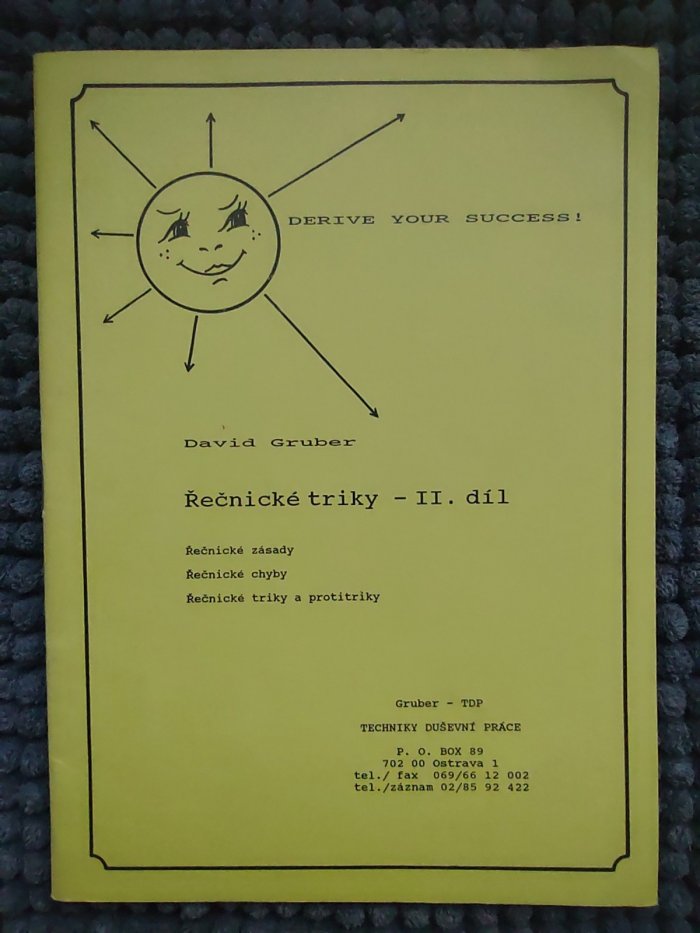 DERIVE YOUR SUCCESS!
David Gruber
Řečnické triky - II. díl
Řečnické zásady
Řečnické chyby
Řečnické triky a protitriky
Gruber - TDP
TECHNIKY DUŠEVNÍ PRÁCE
P. O. BOX 89
702 00 Ostrava 1
tel./ fax 069/66 12 002
tel./záznam 02/85 92 422